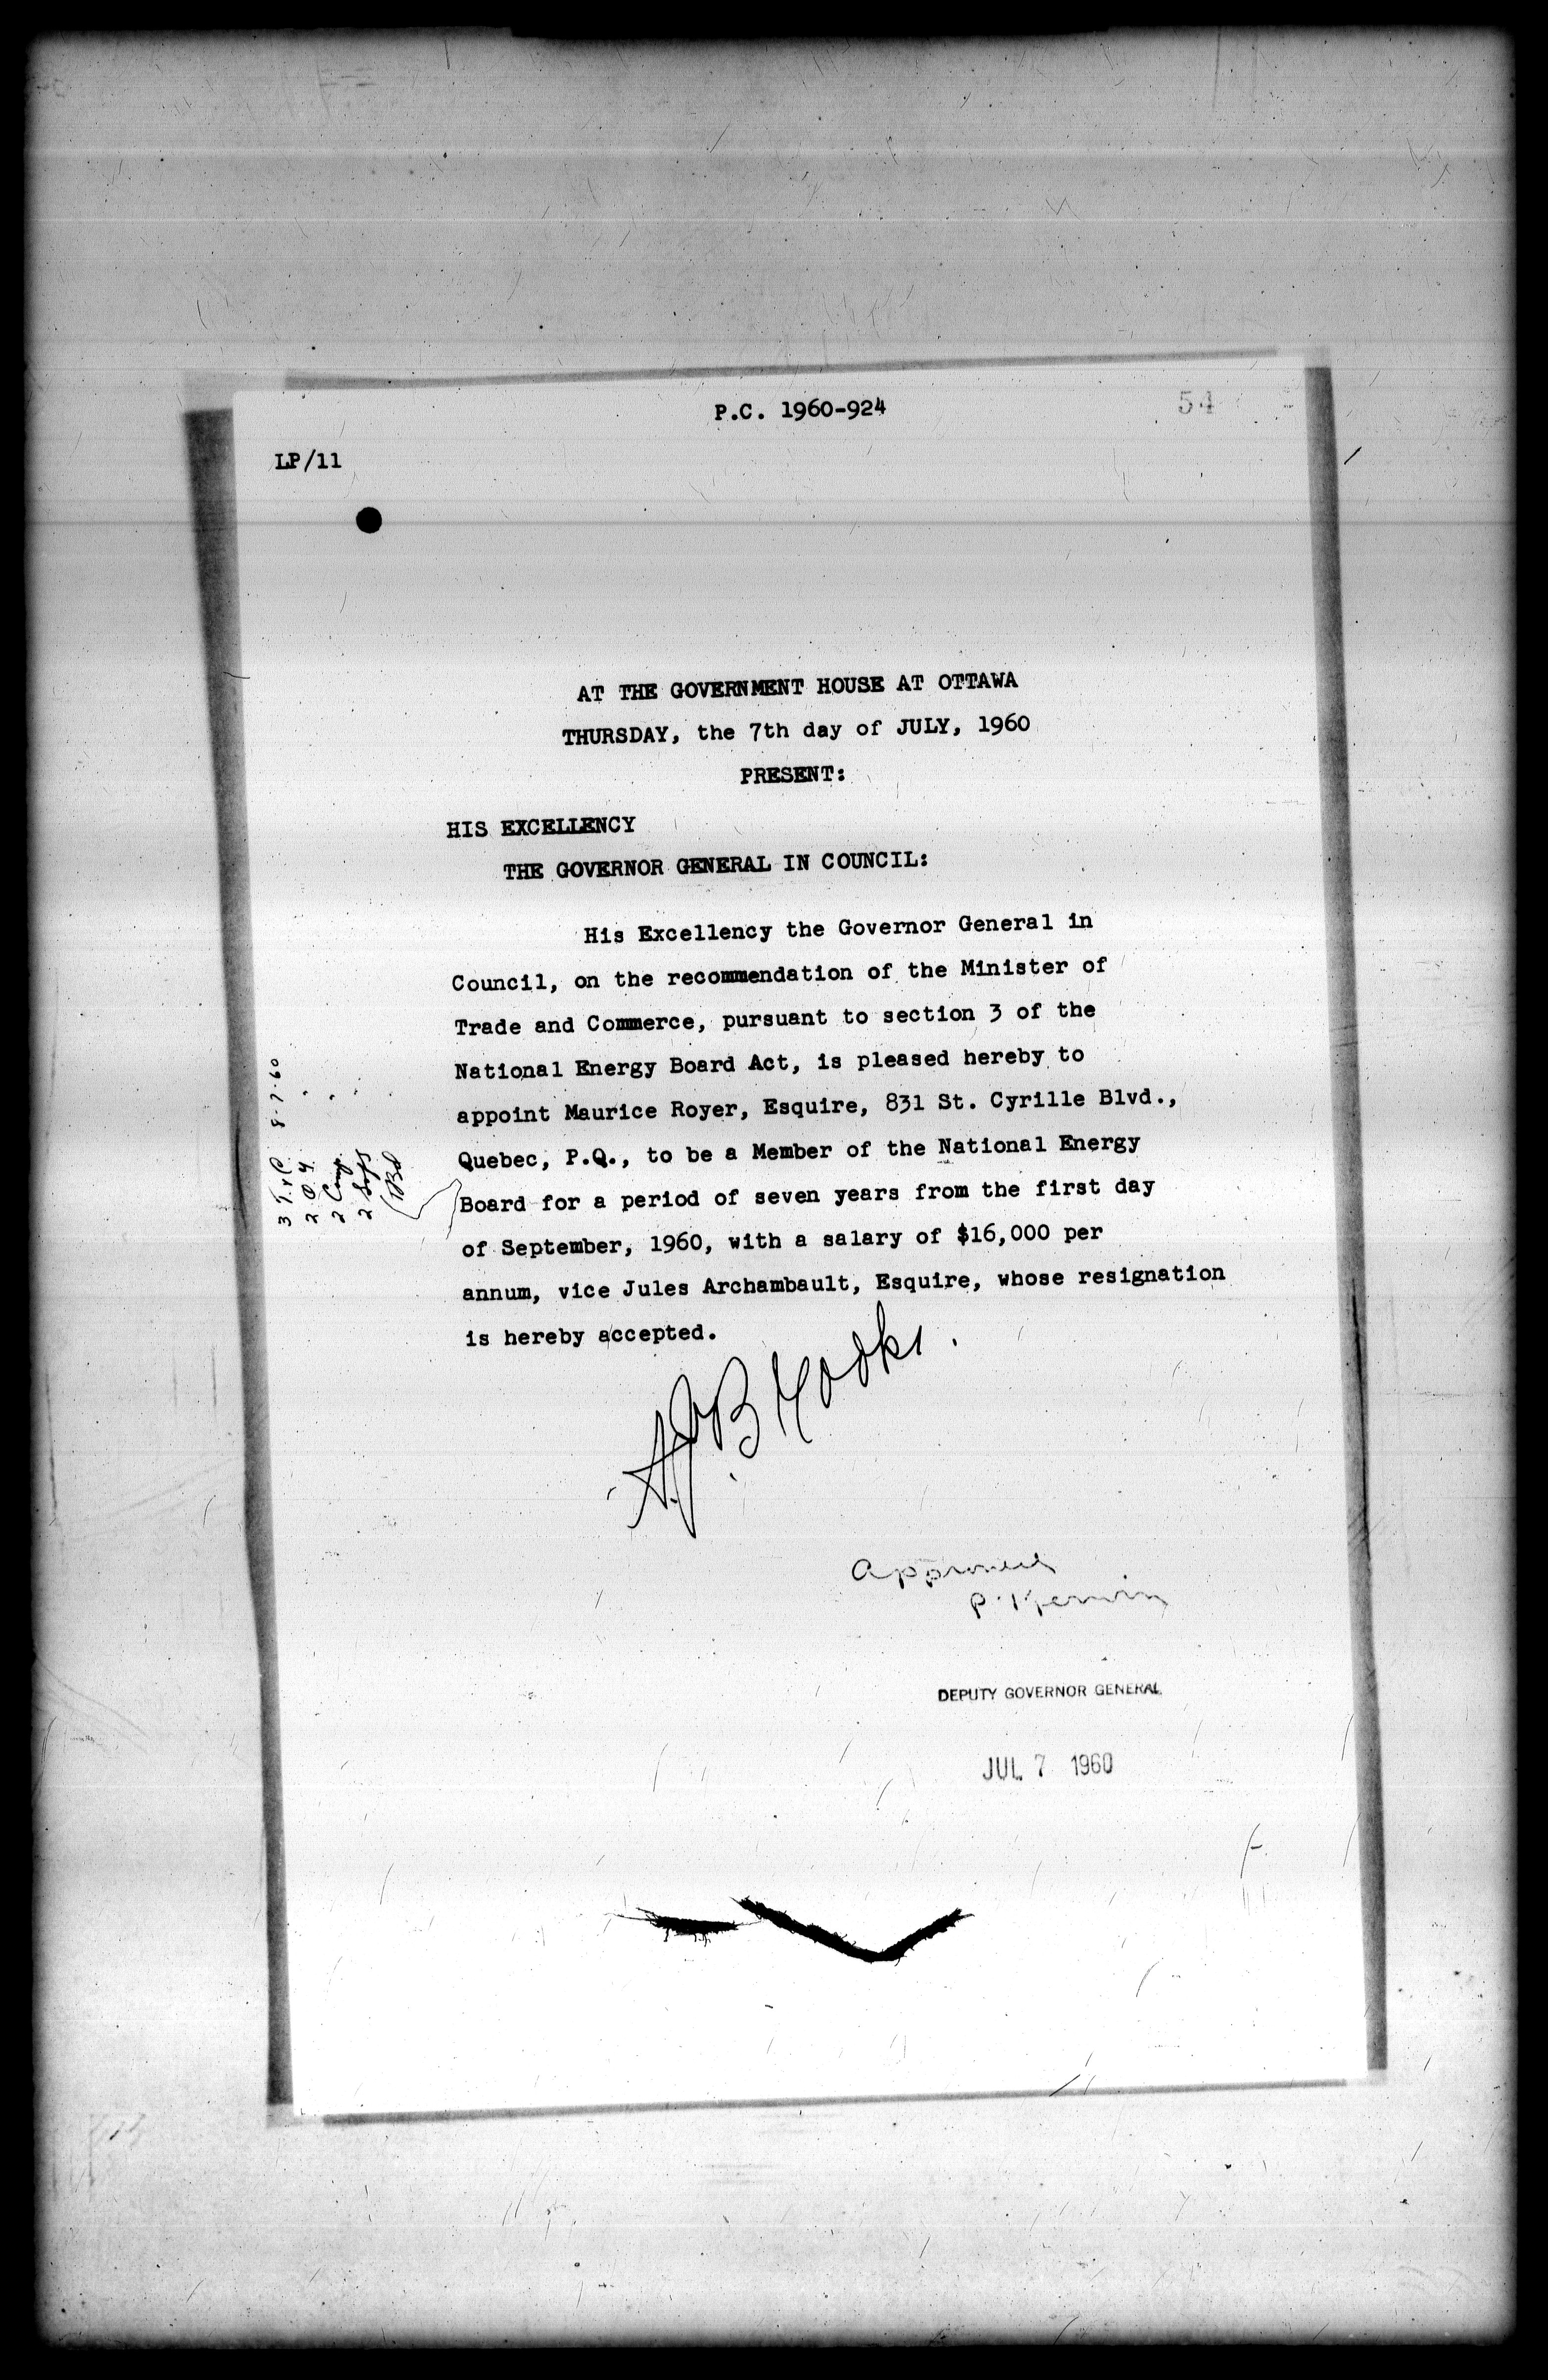 P.C. 1960-924
54
LP/11
AT THE GOVERNMENT HOUSE AT OTTAWA
THURSDAY, the 7th day of JULY, 1960
PRESENT:
HIS EXCELLENCY
THE GOVERNOR GENERAL IN COUNCIL:
His Excellency the Governor General in
Council, on the recommendation of the Minister of
Trade and Commerce, pursuant to section 3 of the
National Energy Board Act, is pleased hereby to
appoint Maurice Royer, Esquire, 831 St. Cyrille Blvd.,
Quebec, P.Q., to be a Member of the National Energy
Board for a period of seven years from the first day
of September, 1960, with a salary of $16,000 per
annum, vice Jules Archambault, Esquire, whose resignation
is hereby accepted.
3 T.&C. 8-7-60
Approved
P. Kerwin
DEPUTY GOVERNOR GENERAL
JUL 7 1960